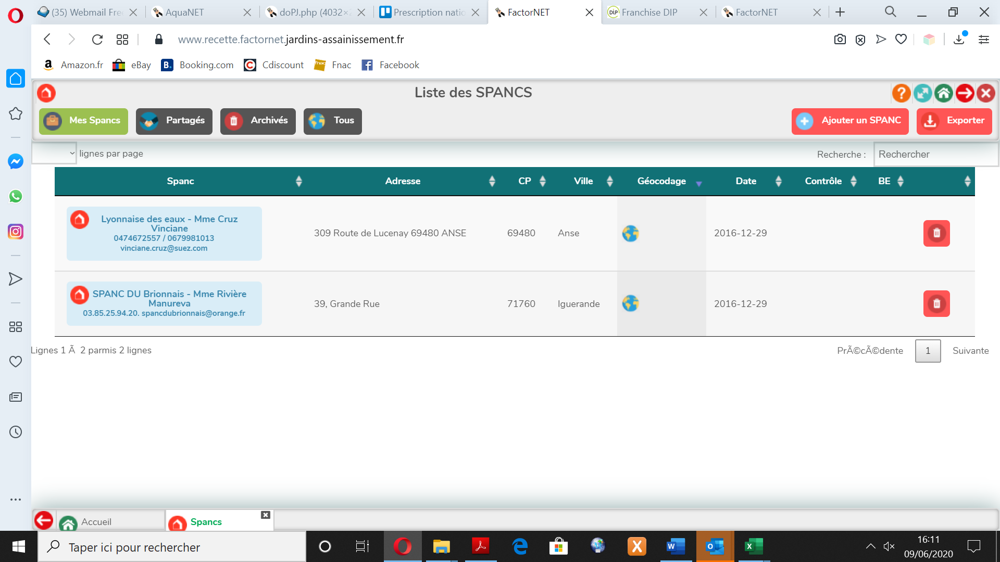 (35) Webmail Fre
AquaNET
doPJ.php (4032×2
Prescription natio
FactorNET
Franchise DIP
FactorNET
www.recette.factornet.jardins-assainissement.fr
Amazon.fr
eBay
Booking.com
Cdiscount
Fnac
Facebook
Liste des SPANCS
Mes Spancs
Partagés
Archivés
Tous
Ajouter un SPANC
Exporter
lignes par page
Recherche :
Rechercher
Spanc Adresse CP Ville Géocodage Date Contrôle BE
Lyonnaise des eaux - Mme Cruz
Vinciane
0474672557 / 0679981013
vinciane.cruz@suez.com
309 Route de Lucenay 69480 ANSE
69480
Anse
2016-12-29
SPANC DU Brionnais - Mme Rivière
Manureva
03.85.25.94.20. spancdubrionnais@orange.fr
39, Grande Rue
71760
Iguerande
2016-12-29
Lignes 1 Ã  2 parmis 2 lignes
PrÃ©cÃ©dente
1
Suivante
Accueil
Spancs
Taper ici pour rechercher
16:11
09/06/2020